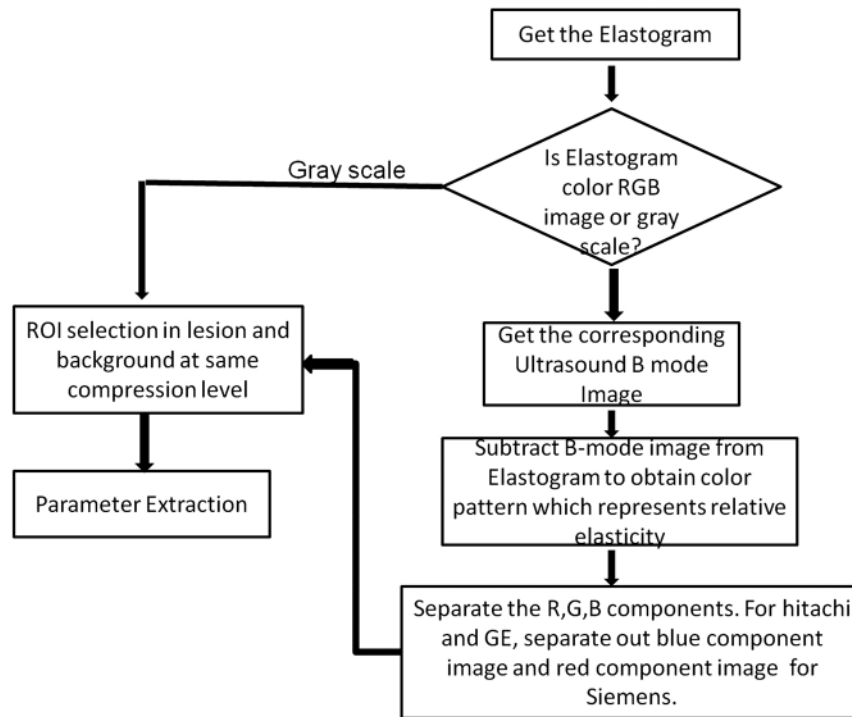 Get the Elastogram
Is Elastogram
color RGB
image or gray
scale?
Gray scale
Get the corresponding
Ultrasound B mode
Image
Subtract B-mode image from
Elastogram to obtain color
pattern which represents relative
elasticity
Separate the R,G,B components. For hitachi
and GE, separate out blue component
image and red component image for
Siemens.
ROI selection in lesion and
background at same
compression level
Parameter Extraction